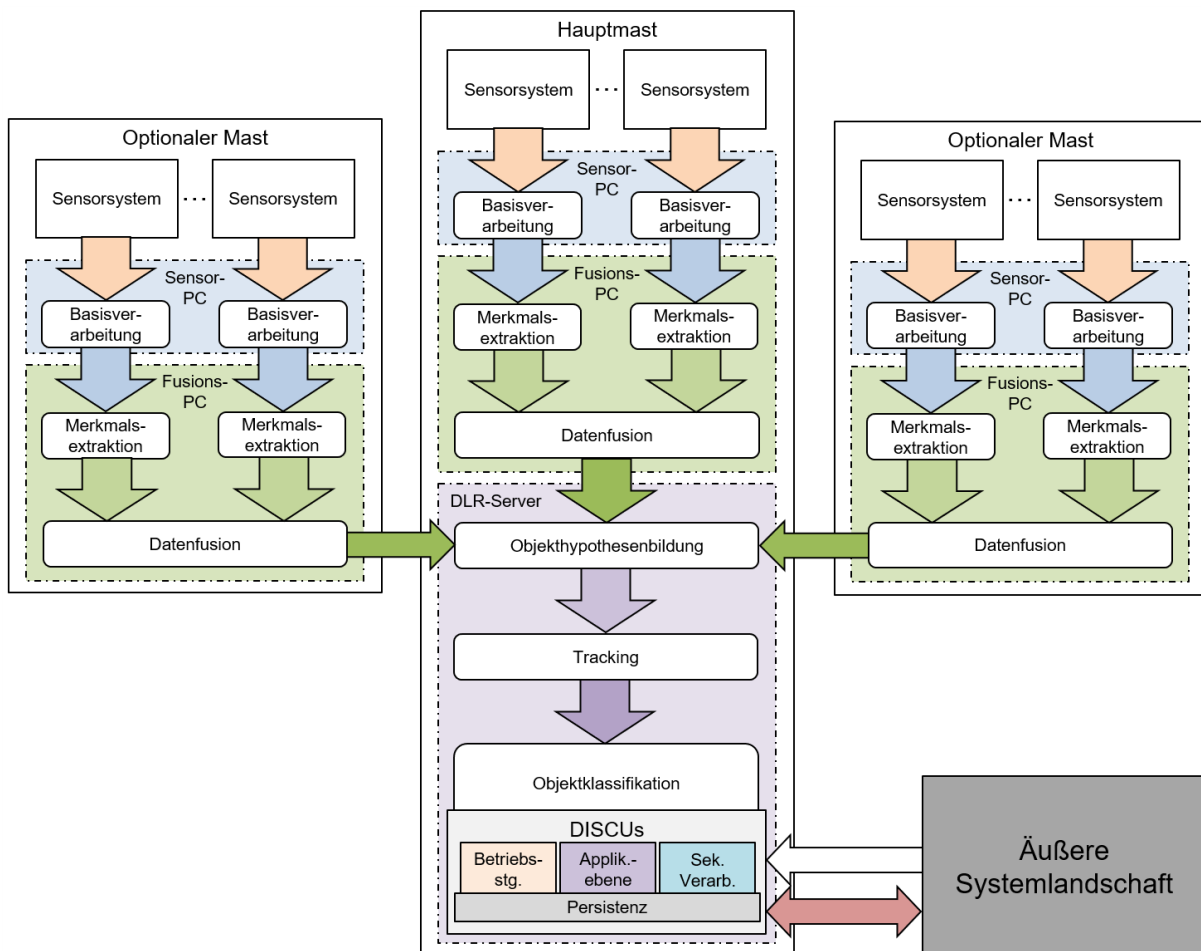 Hauptmast
Sensorsystem ... Sensorsystem
Sensor-
PC
Basisver-
arbeitung
Basisver-
arbeitung
Fusions-
PC
Merkmals-
extraktion
Merkmals-
extraktion
Datenfusion
Optionaler Mast
Sensorsystem ... Sensorsystem
Sensor-
PC
Basisver-
arbeitung
Basisver-
arbeitung
Fusions-
PC
Merkmals-
extraktion
Merkmals-
extraktion
Datenfusion
Optionaler Mast
Sensorsystem ... Sensorsystem
Sensor-
PC
Basisver-
arbeitung
Basisver-
arbeitung
Fusions-
PC
Merkmals-
extraktion
Merkmals-
extraktion
Datenfusion
DLR-Server
Objekthypothesenbildung
Tracking
Objektklassifikation
DISCUs
Betriebs-
stg.
Applik.-
ebene
Sek.
Verarb.
Persistenz
Äußere
Systemlandschaft